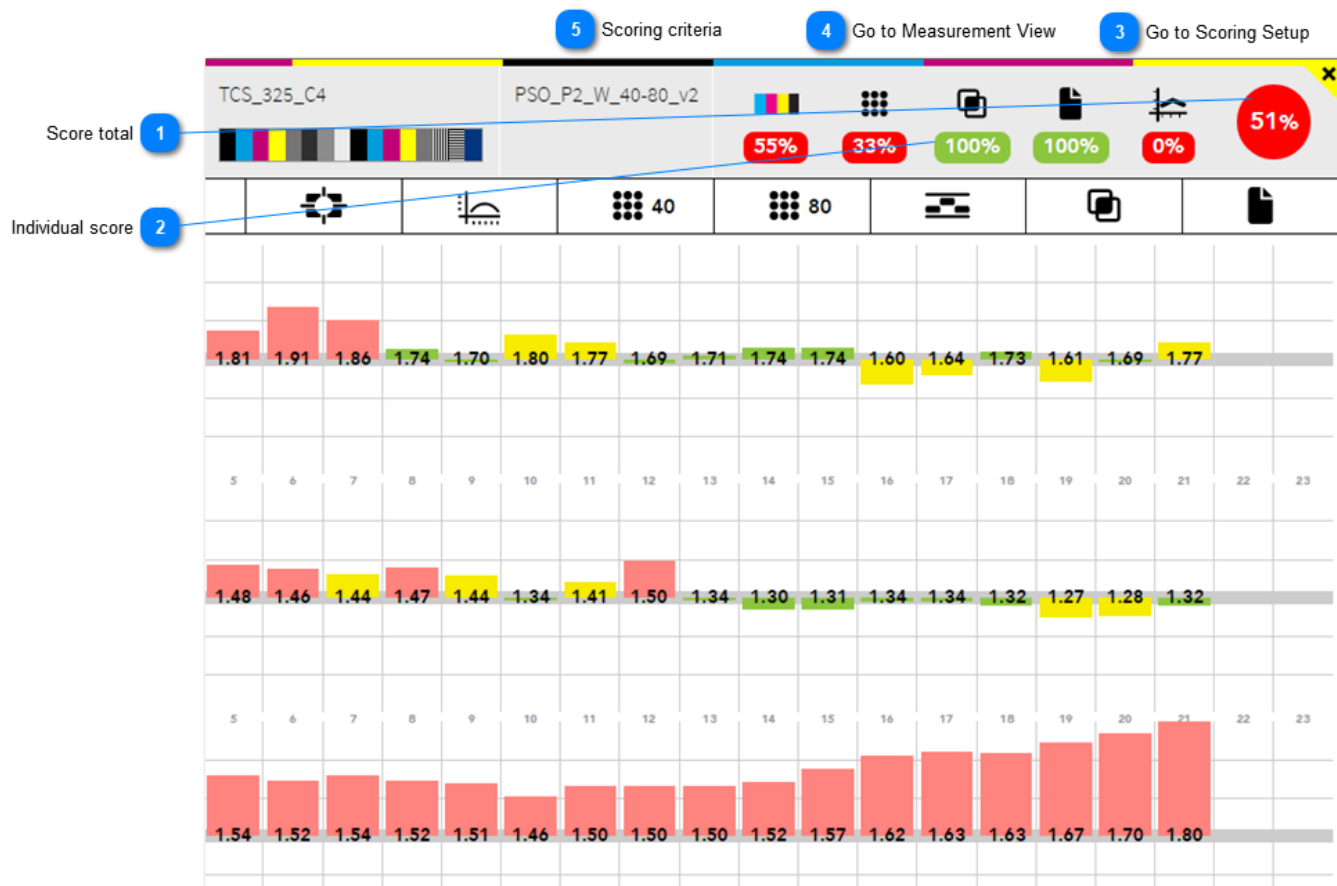 5 Scoring criteria 4 Go to Measurement View 3 Go to Scoring Setup
TCS_325_C4 PSO_P2_W_40-80_v2
Score total 1 51%
55% 33% 100% 100% 0%
40 80
Individual score 2
1.81 1.91 1.86 1.74 1.70 1.80 1.77 1.69 1.71 1.74 1.74 1.60 1.64 1.73 1.61 1.69 1.77
5 6 7 8 9 10 11 12 13 14 15 16 17 18 19 20 21 22 23
1.48 1.46 1.44 1.47 1.44 1.34 1.41 1.50 1.34 1.30 1.31 1.34 1.34 1.32 1.27 1.28 1.32
5 6 7 8 9 10 11 12 13 14 15 16 17 18 19 20 21 22 23
1.54 1.52 1.54 1.52 1.51 1.46 1.50 1.50 1.50 1.52 1.57 1.62 1.63 1.63 1.67 1.70 1.80